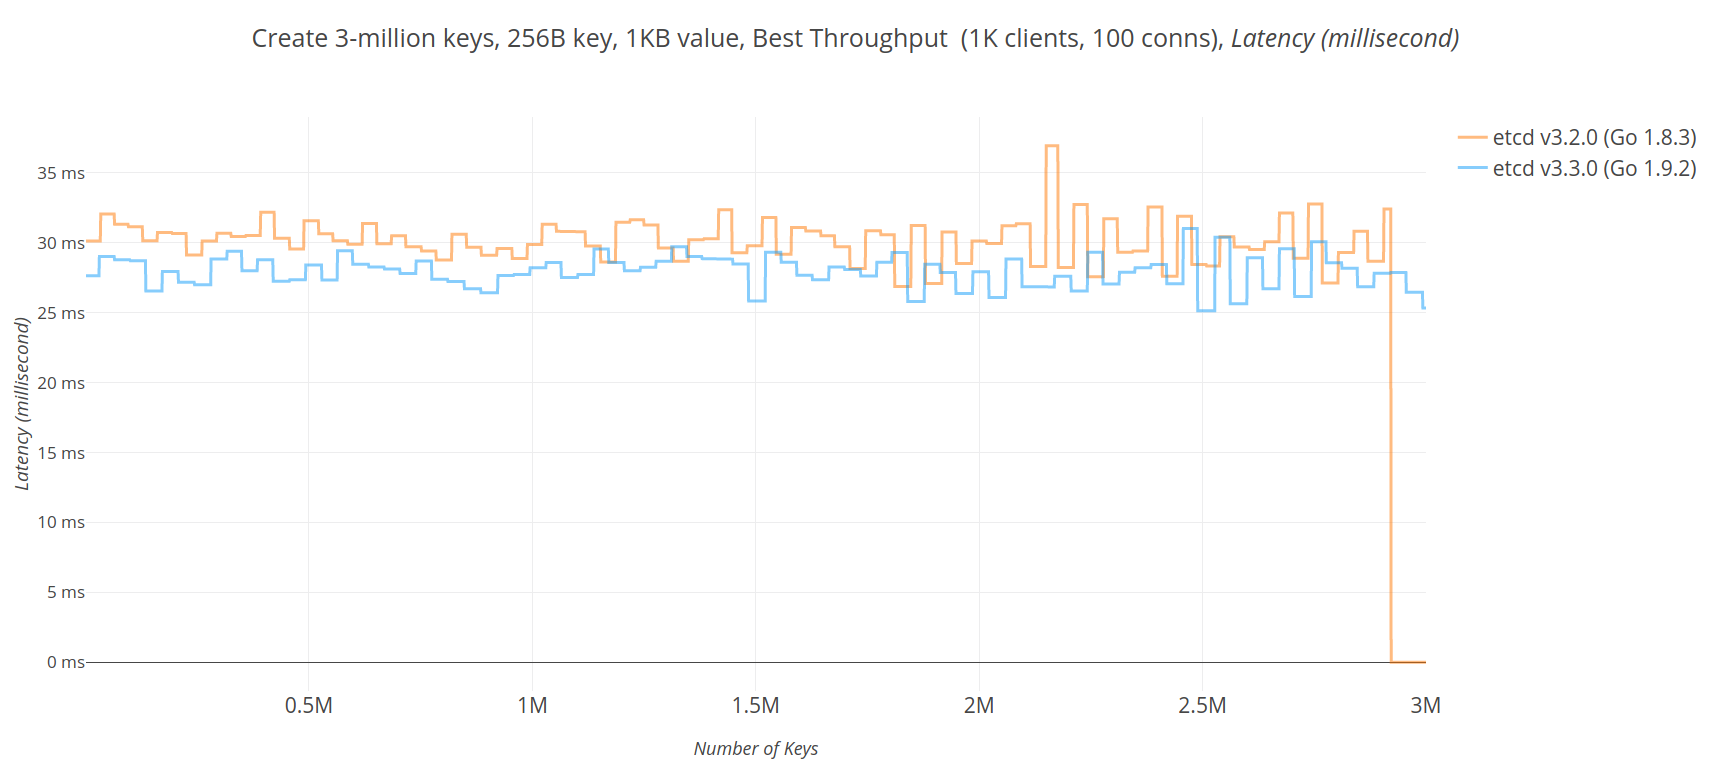 Create 3-million keys, 256B key, 1KB value, Best Throughput  (1K clients, 100 conns), Latency (millisecond)
etcd v3.2.0 (Go 1.8.3)
etcd v3.3.0 (Go 1.9.2)
35 ms
30 ms
25 ms
20 ms
15 ms
10 ms
5 ms
0 ms
Latency (millisecond)
0.5M
1M
1.5M
2M
2.5M
3M
Number of Keys